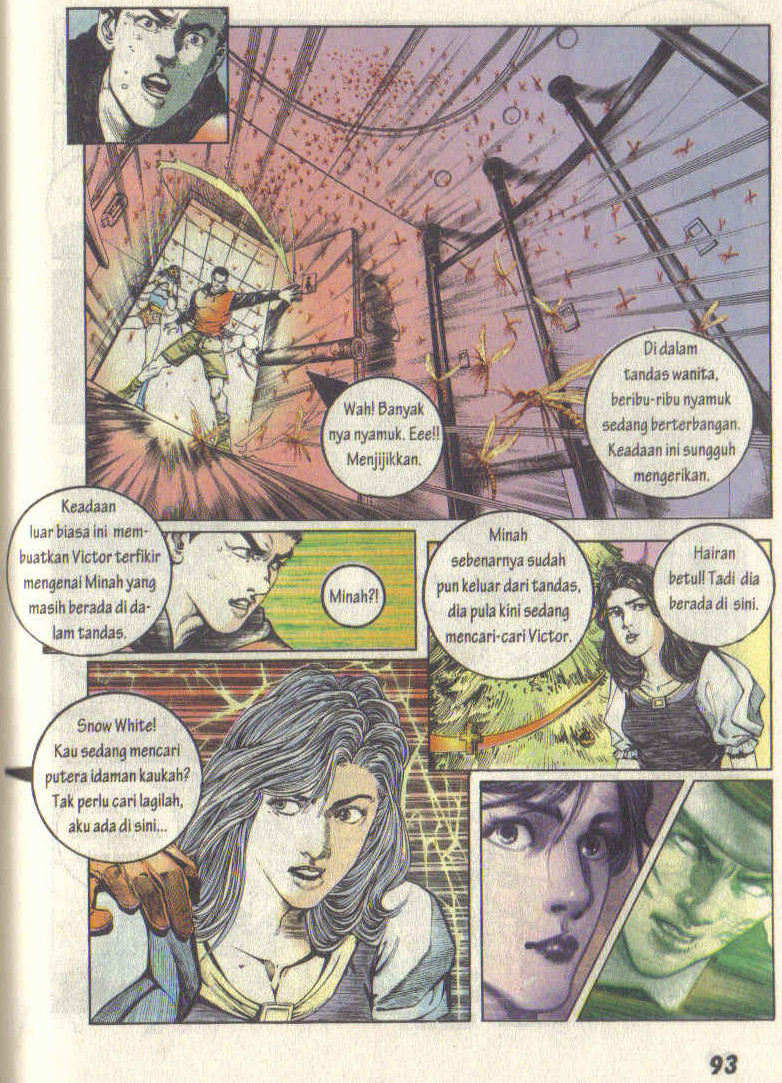 Wah! Banyak
nya nyamuk. Eee!!
Menjijikkan.
Di dalam
tandas wanita,
beribu-ribu nyamuk
sedang berterbangan.
Keadaan ini sungguh
mengerikan.
Keadaan
luar biasa ini mem-
buatkan Victor terfikir
mengenai Minah yang
masih berada di da-
lam tandas.
Minah?!
Minah
sebenarnya sudah
pun keluar dari tandas,
dia pula kini sedang
mencari-cari Victor.
Hairan
betul! Tadi dia
berada di sini.
Snow White!
Kau sedang mencari
putera idaman kaukah?
Tak perlu cari lagilah,
aku ada di sini...
93